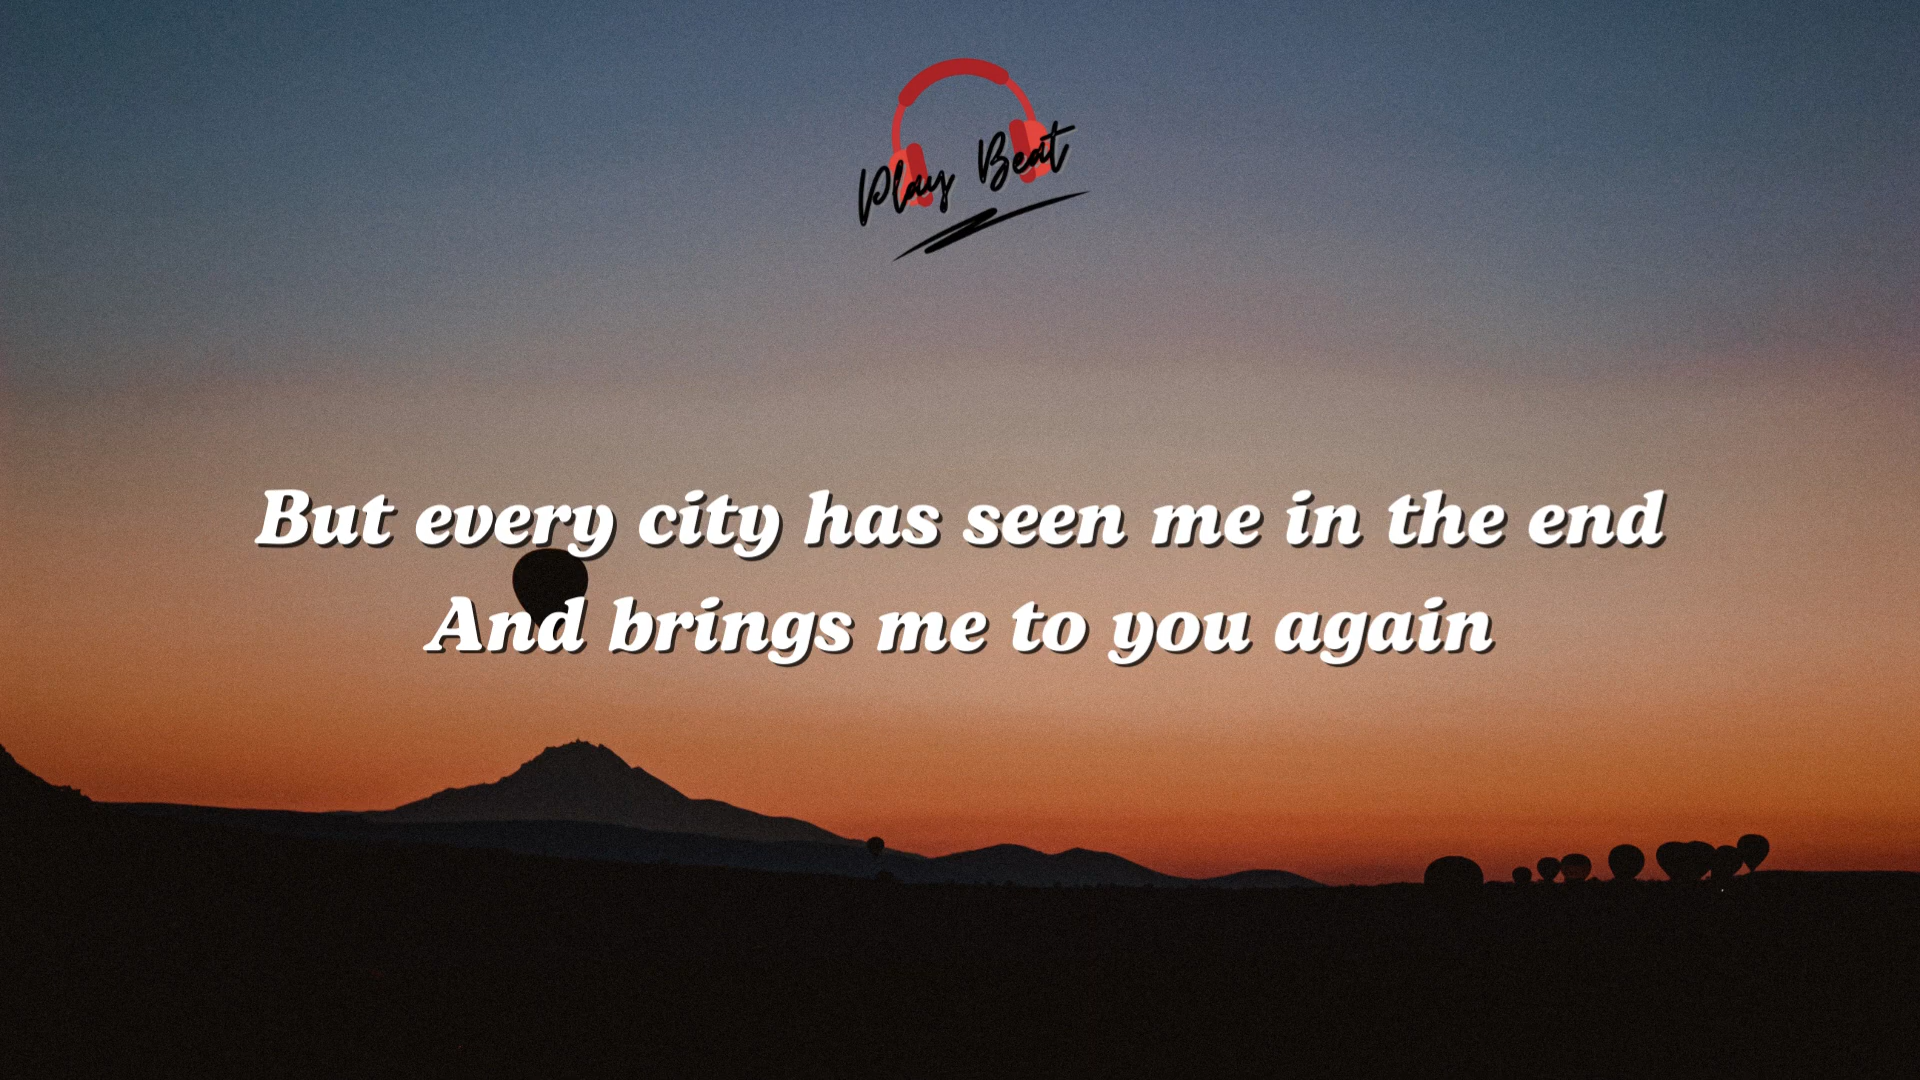 Play Beat
But every city has seen me in the end
And brings me to you again